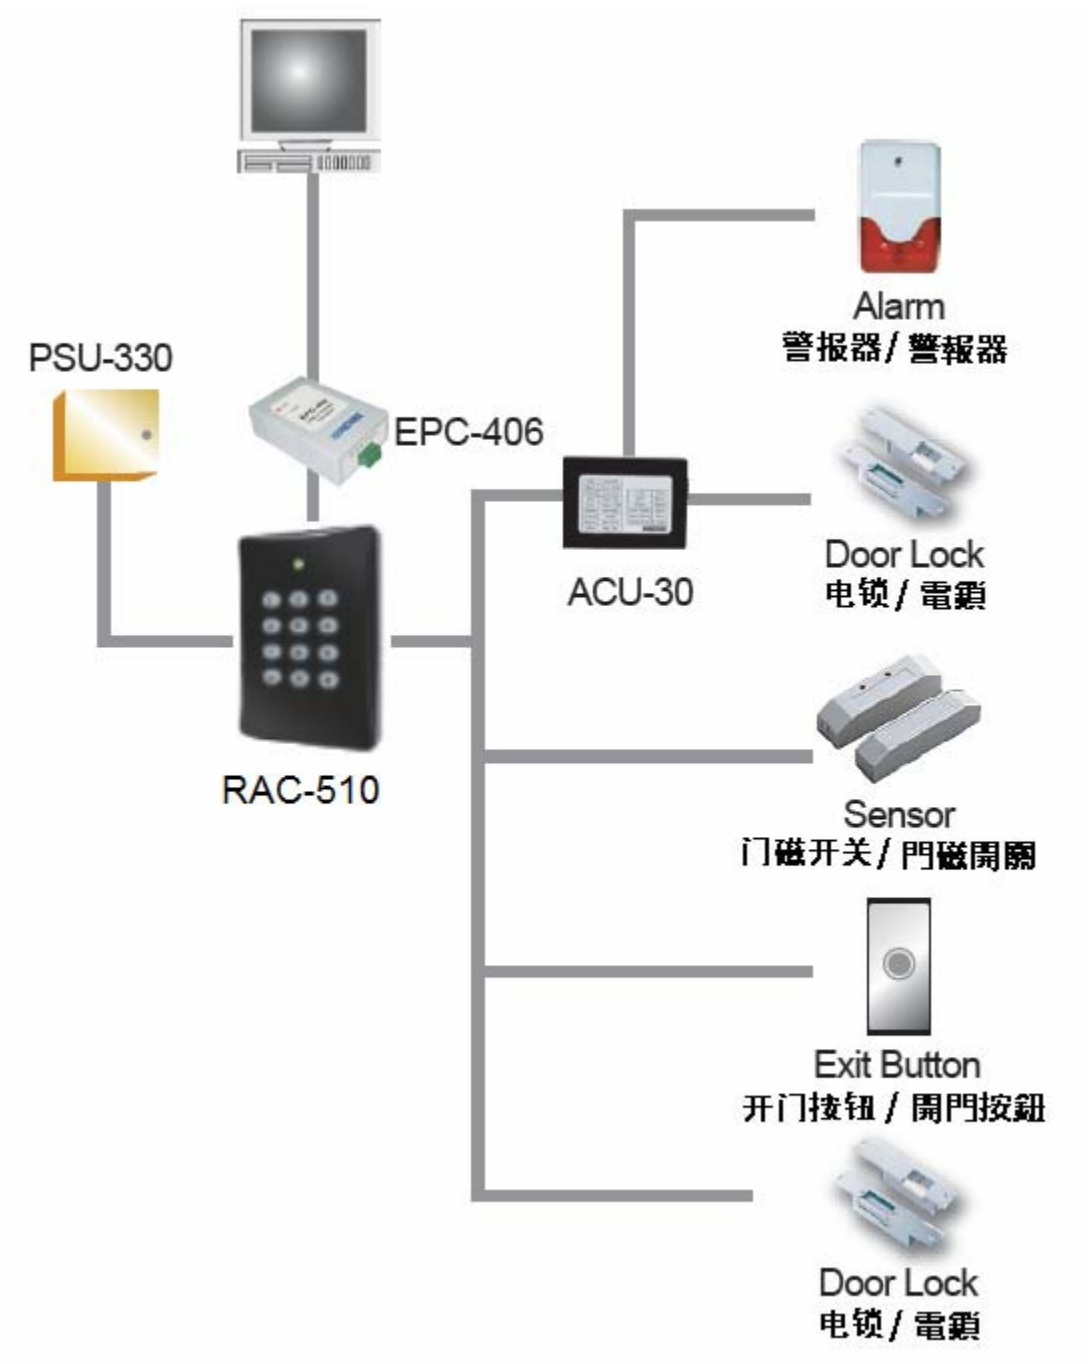 PSU-330
EPC-406
RAC-510
ACU-30
Alarm
警报器/ 警報器
Door Lock
电锁/ 電鎖
Sensor
门磁开关/ 門磁開關
Exit Button
开门按钮 / 開門按鈕
Door Lock
电锁/ 電鎖